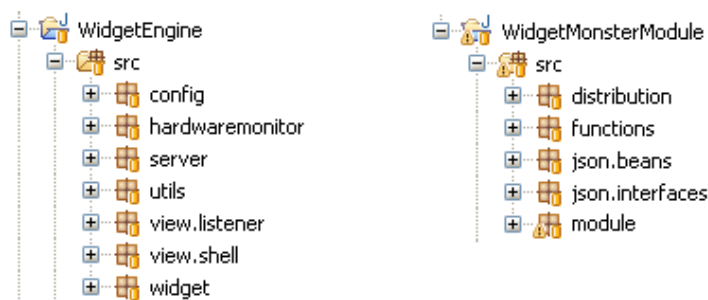 WidgetEngine
src
config
hardwaremonitor
server
utils
view.listener
view.shell
widget
WidgetMonsterModule
src
distribution
functions
json.beans
json.interfaces
module